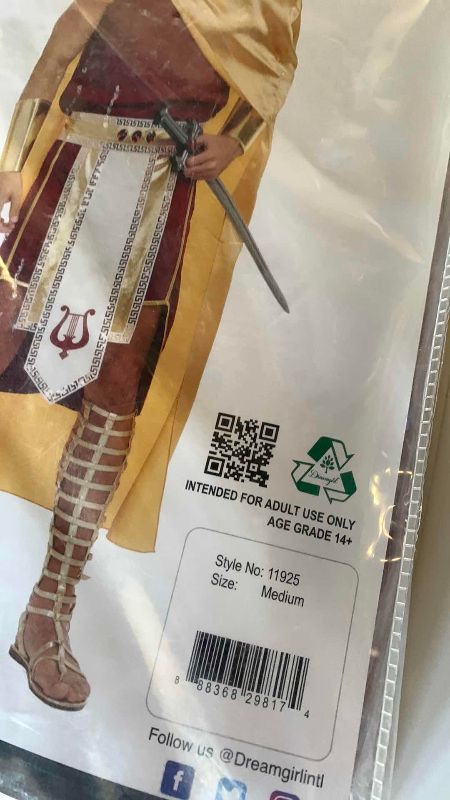 Dreamgirl
INTENDED FOR ADULT USE ONLY
AGE GRADE 14+
Style No: 11925
Size: Medium
8 88368 29817 4
Follow us @Dreamgirlintl